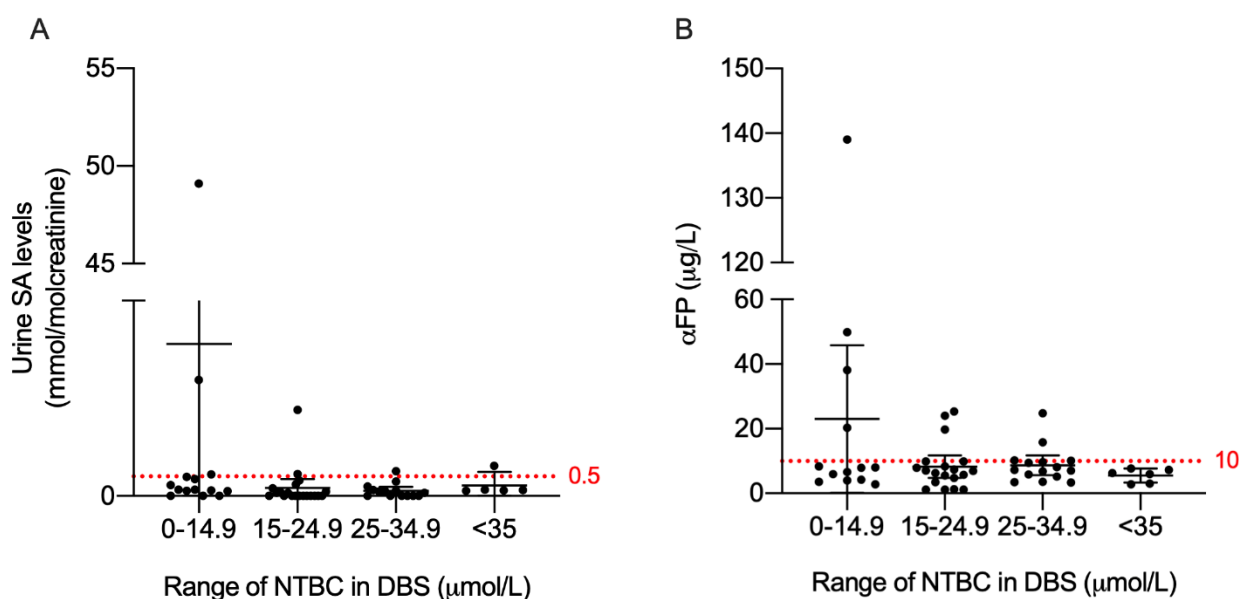 A
Urine SA levels
(mmol/molcreatinine)
55
50
45
0
0.5
0-14.9 15-24.9 25-34.9 <35
Range of NTBC in DBS (μmol/L)
B
αFP (μg/L)
150
140
130
120
60
40
20
0
10
0-14.9 15-24.9 25-34.9 <35
Range of NTBC in DBS (μmol/L)